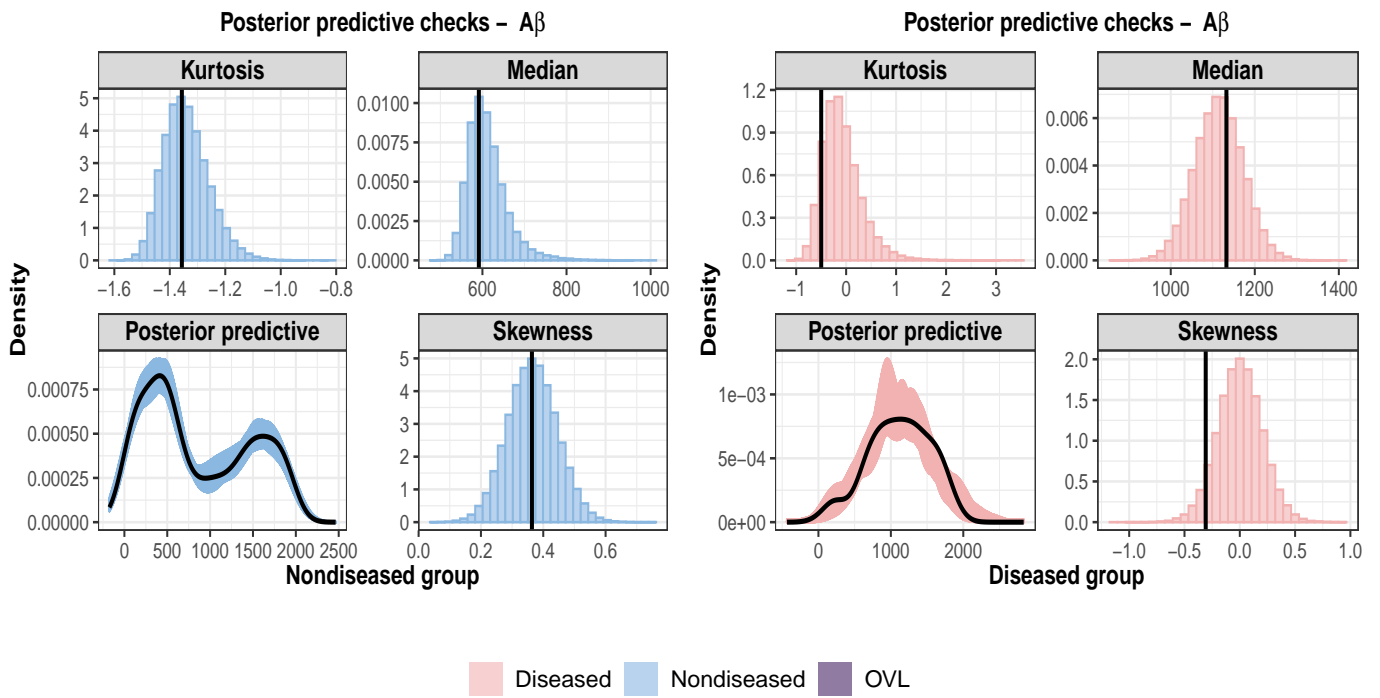 Posterior predictive checks – Aβ
Kurtosis
Median
5
4
3
2
1
0
−1.6 −1.4 −1.2 −1.0 −0.8
0.0100
0.0075
0.0050
0.0025
0.0000
600 800 1000
Density
Posterior predictive
Skewness
0.00075
0.00050
0.00025
0.00000
0 500 1000 1500 2000 2500
5
4
3
2
1
0
0.0 0.2 0.4 0.6
Nondiseased group
Posterior predictive checks – Aβ
Kurtosis
Median
1.2
0.9
0.6
0.3
0.0
−1 0 1 2 3
0.006
0.004
0.002
0.000
1000 1200 1400
Density
Posterior predictive
Skewness
1e−03
5e−04
0e+00
0 1000 2000
2.0
1.5
1.0
0.5
0.0
−1.0 −0.5 0.0 0.5 1.0
Diseased group
Diseased Nondiseased OVL